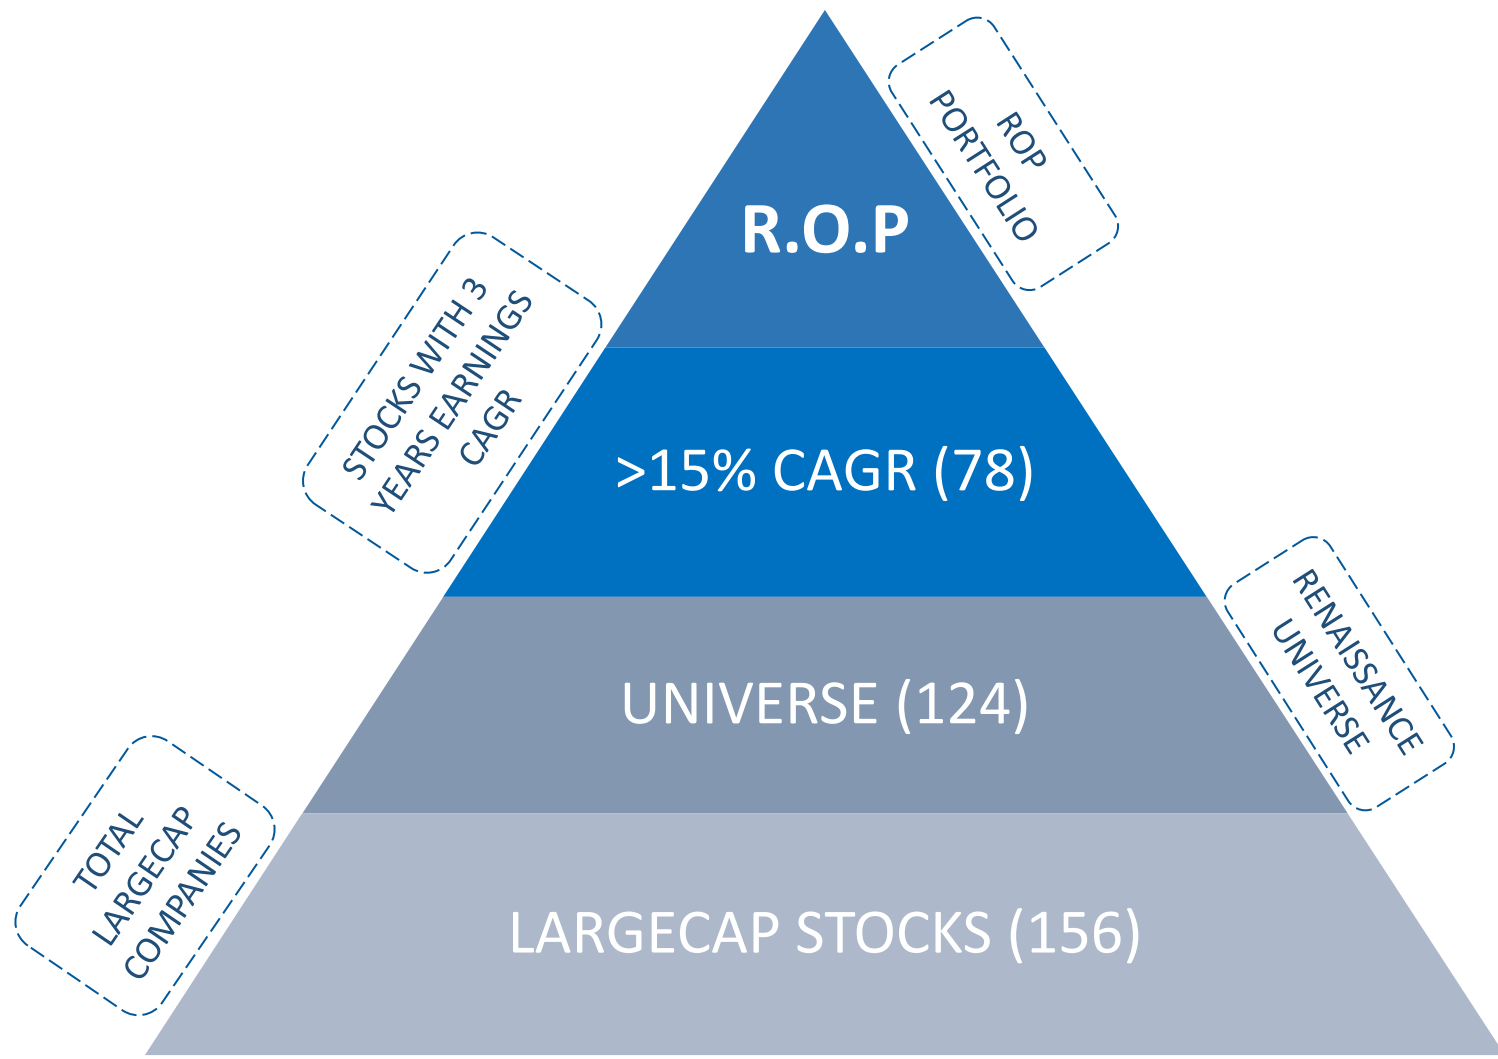 R.O.P
ROP
PORTFOLIO
STOCKS WITH 3
YEARS EARNINGS
CAGR
>15% CAGR (78)
RENAISSANCE
UNIVERSE
UNIVERSE (124)
TOTAL
LARGECAP
COMPANIES
LARGECAP STOCKS (156)